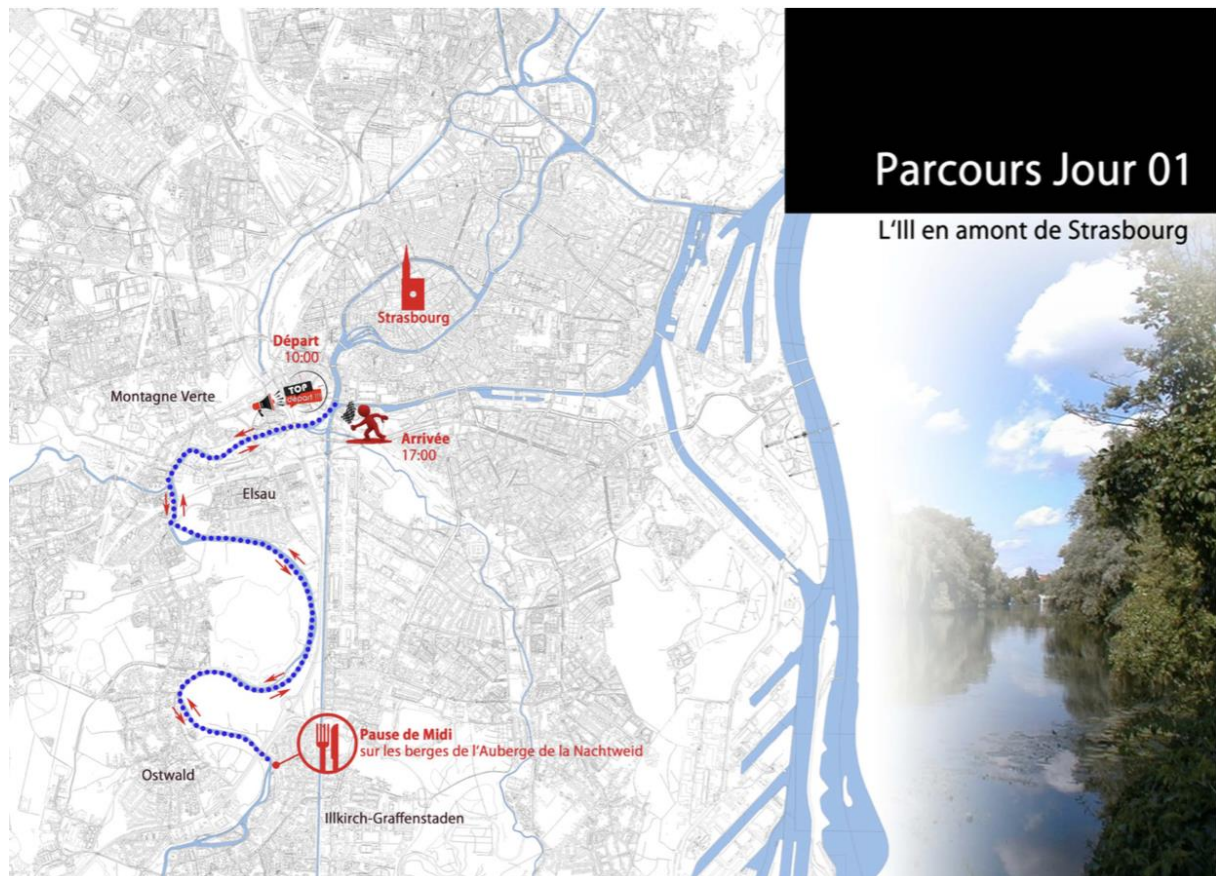 Parcours Jour 01
L'Ill en amont de Strasbourg
Strasbourg
Départ
10:00
TOP
départ !!!
Montagne Verte
Arrivée
17:00
Elsau
Pause de Midi
sur les berges de l'Auberge de la Nachtweid
Ostwald
Illkirch-Graffenstaden